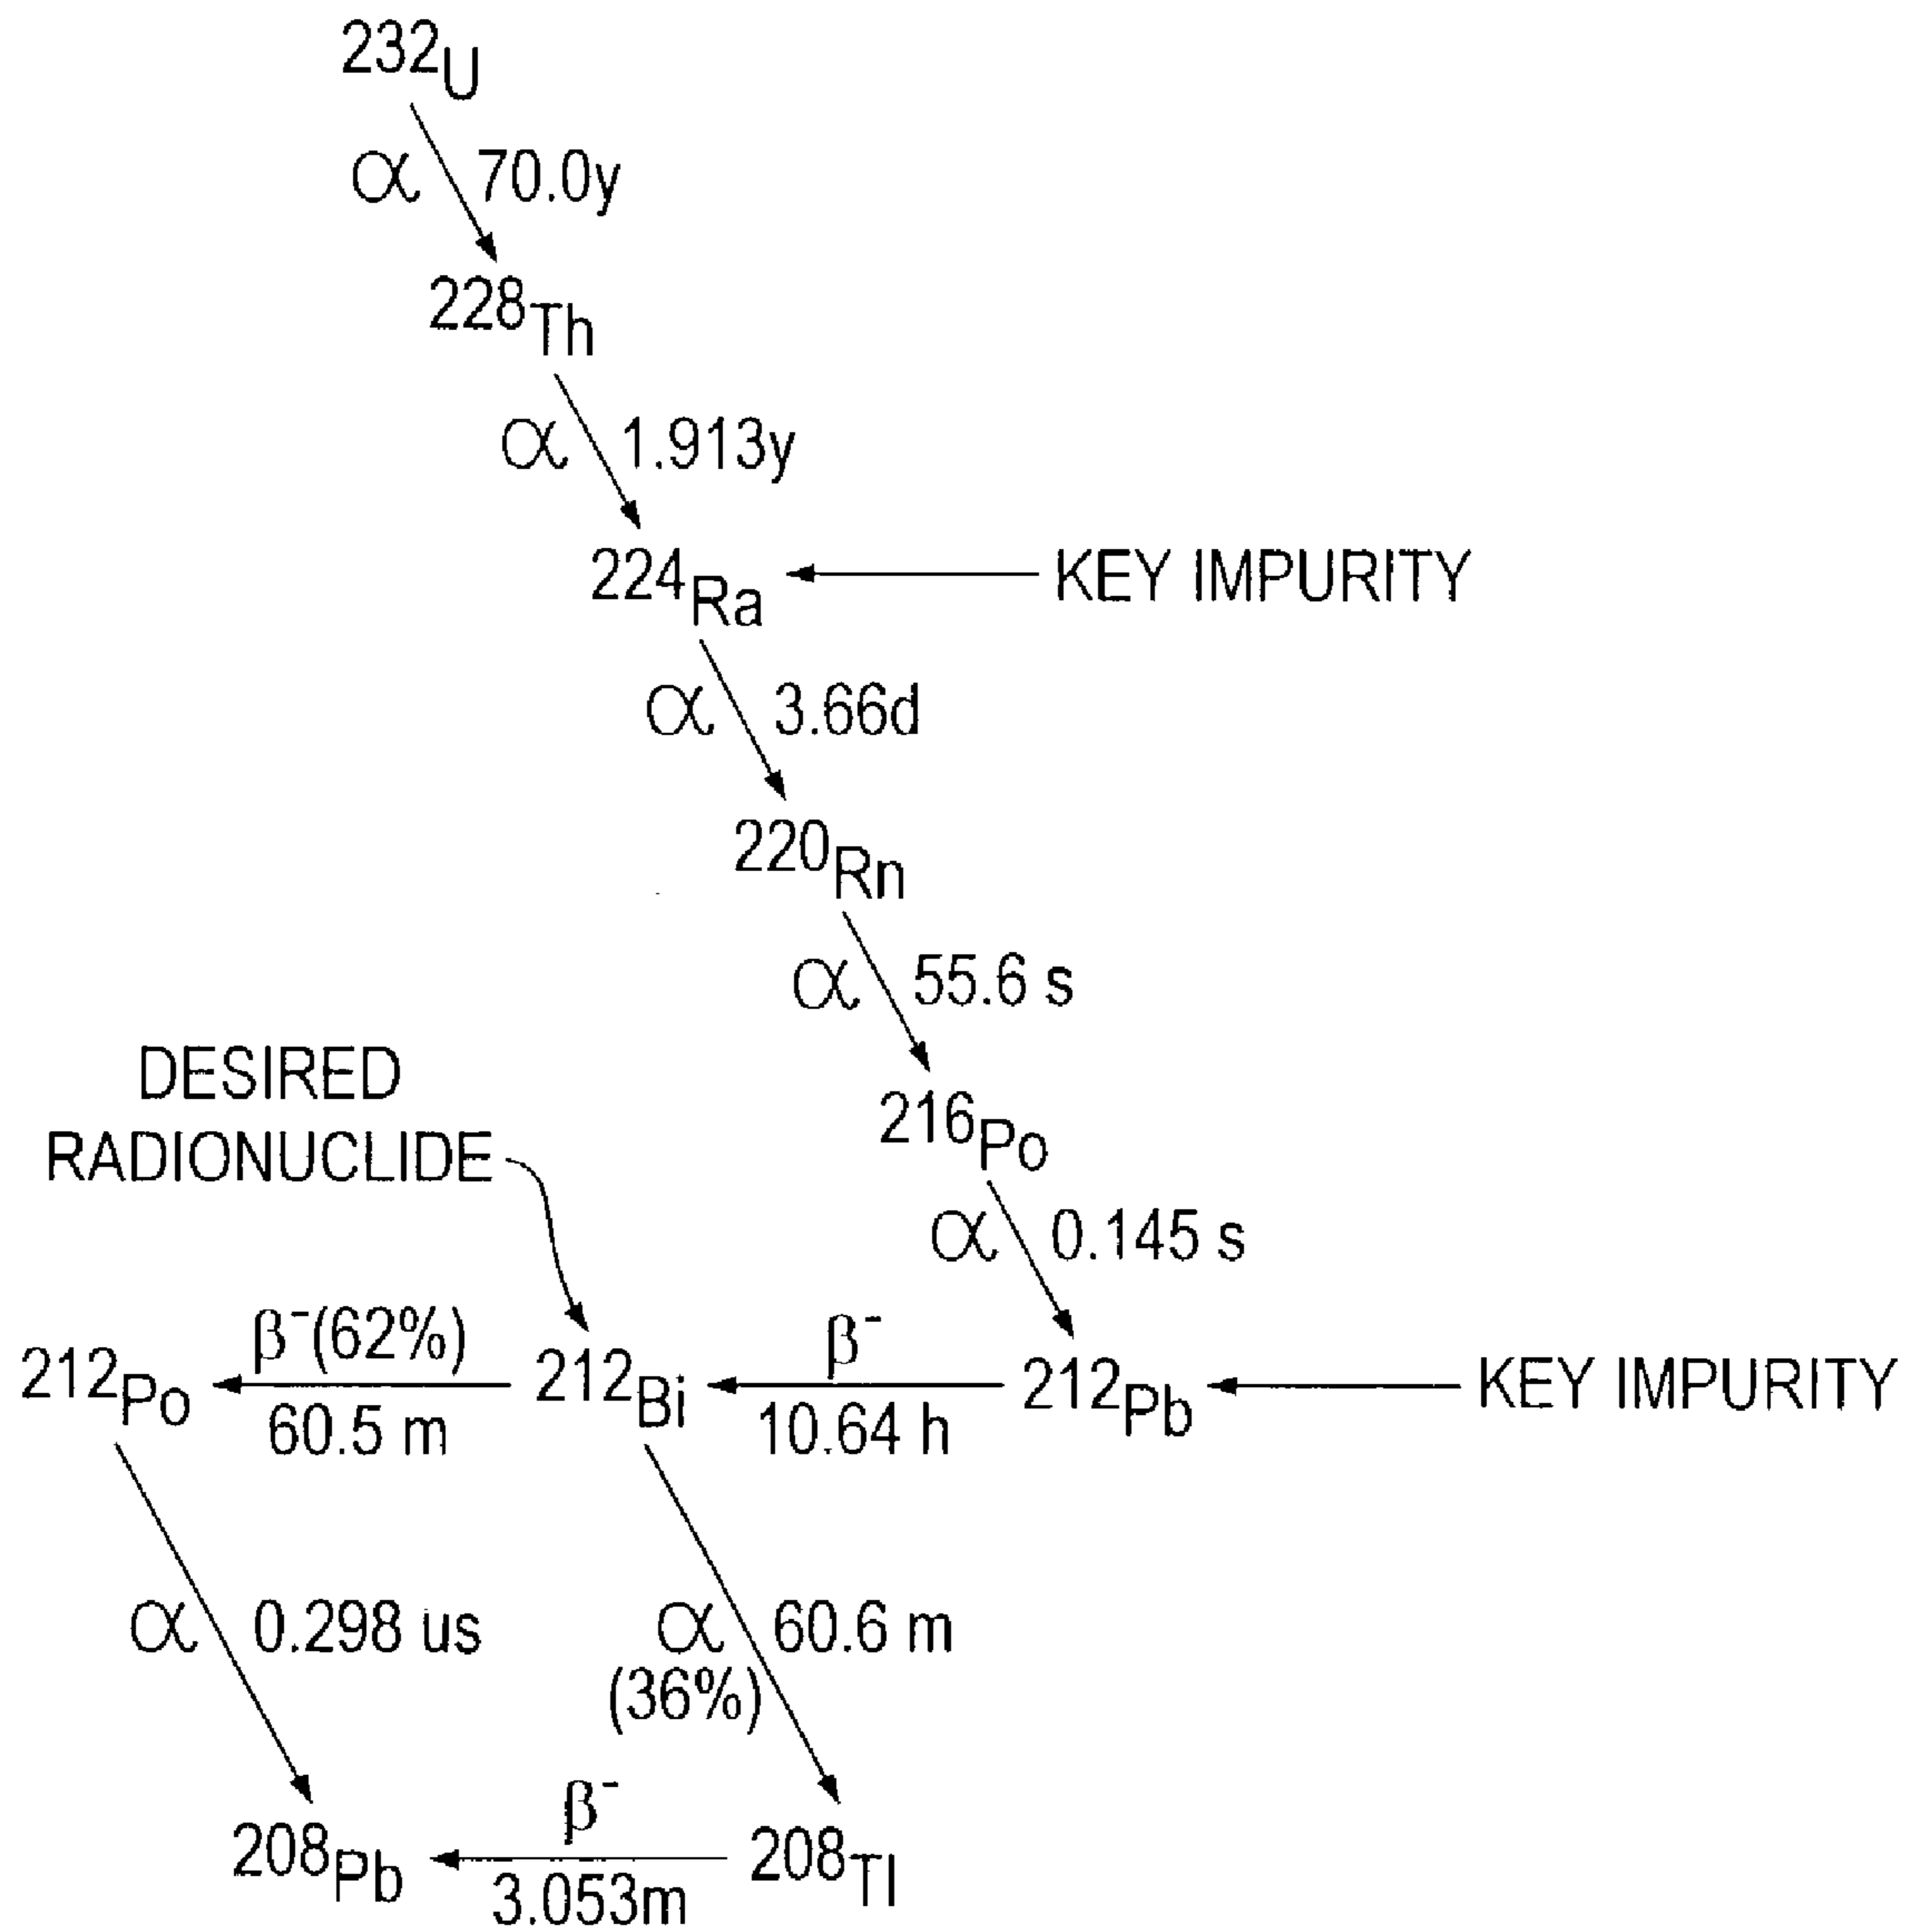 ²³²U
α 70.0y
²²⁸Th
α 1.913y
²²⁴Ra KEY IMPURITY
α 3.66d
²²⁰Rn
α 55.6 s
²¹⁶Po
α 0.145 s
DESIRED
RADIONUCLIDE
β⁻(62%) β⁻
²¹²Po ²¹²Bi ²¹²Pb KEY IMPURITY
60.5 m 10.64 h
α 0.298 us α 60.6 m
(36%)
β⁻
²⁰⁸Pb ²⁰⁸Tl
3.053m